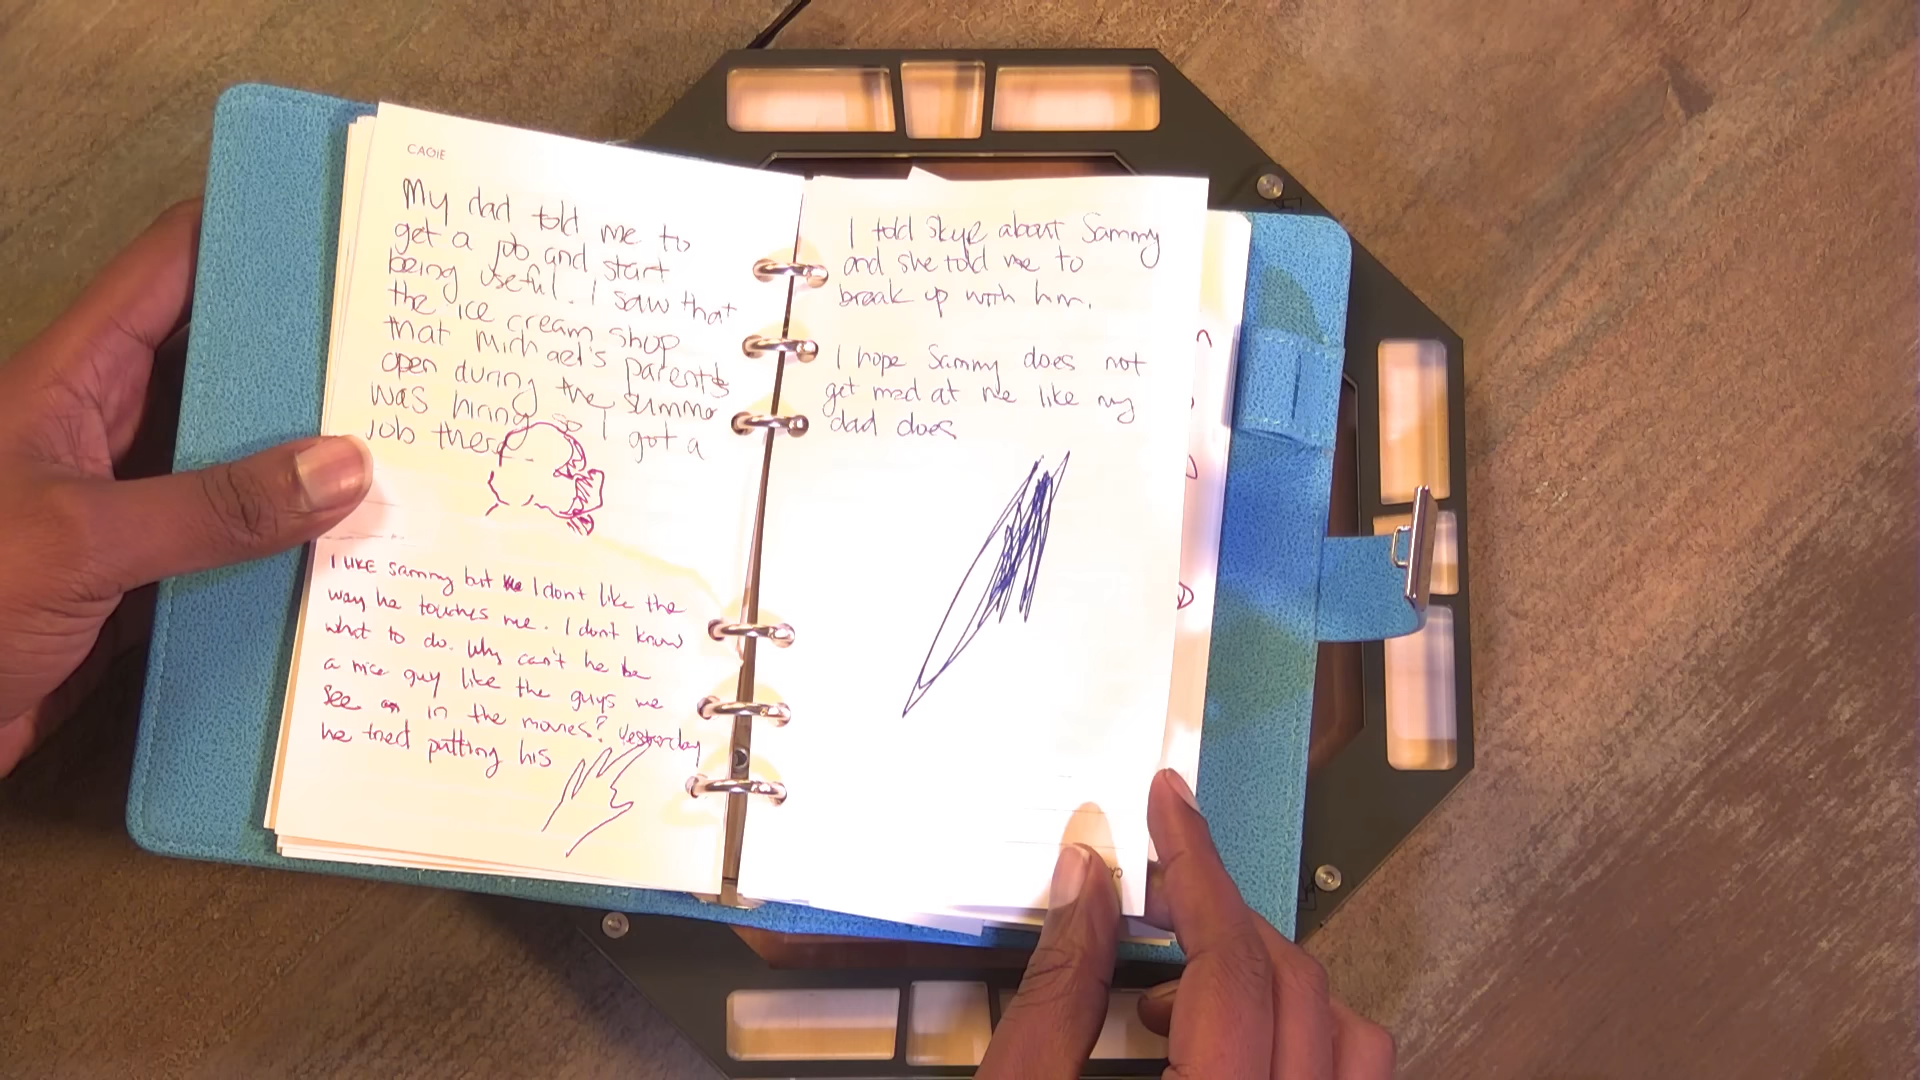 CAGIE
My dad told me to
get a job and start
being useful. I saw that
the ice cream shop
that Michael's parents
open during the summer
was hiring so I got a
job there.
I LIKE Sammy but I dont like the
way he touches me. I dont know
what to do. Why can't he be
a nice guy like the guys we
see in the movies? Yesterday
he tried putting his
I told Skye about Sammy
and she told me to
break up with him.
I hope Sammy does not
get mad at me like my
dad does